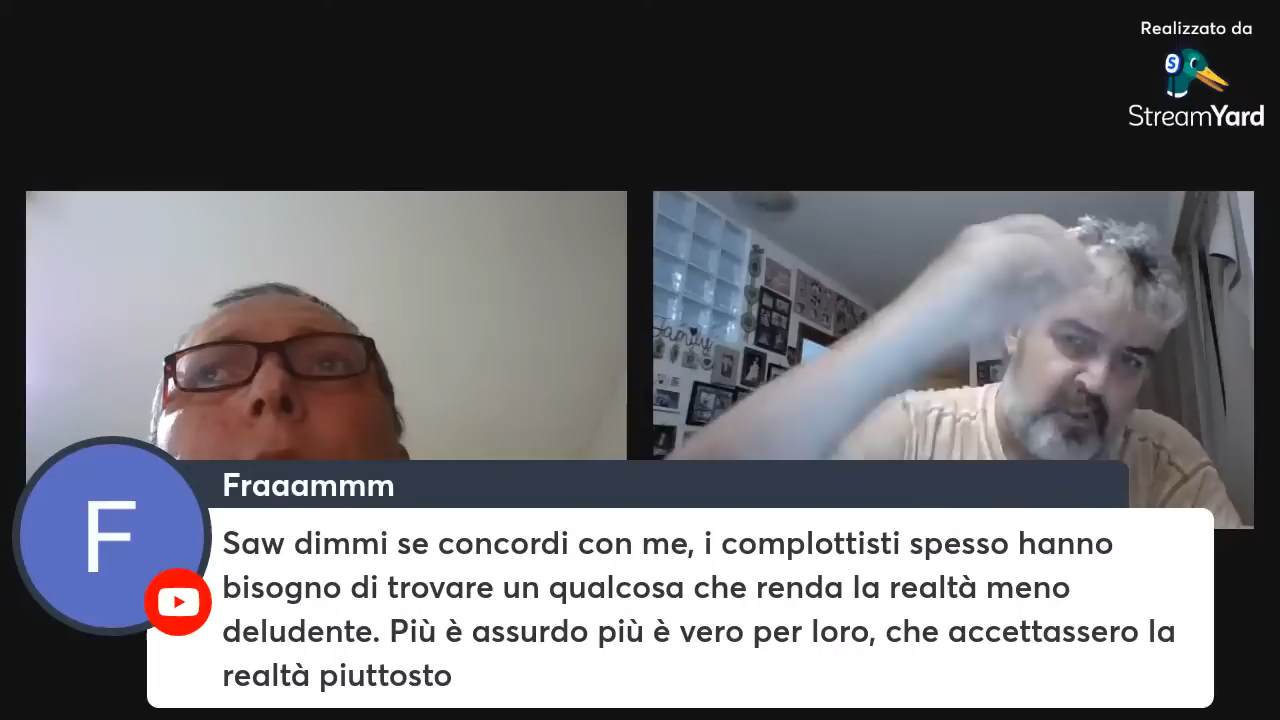 Realizzato da
StreamYard
family
F
Fraaammm
Saw dimmi se concordi con me, i complottisti spesso hanno
bisogno di trovare un qualcosa che renda la realtà meno
deludente. Più è assurdo più è vero per loro, che accettassero la
realtà piuttosto